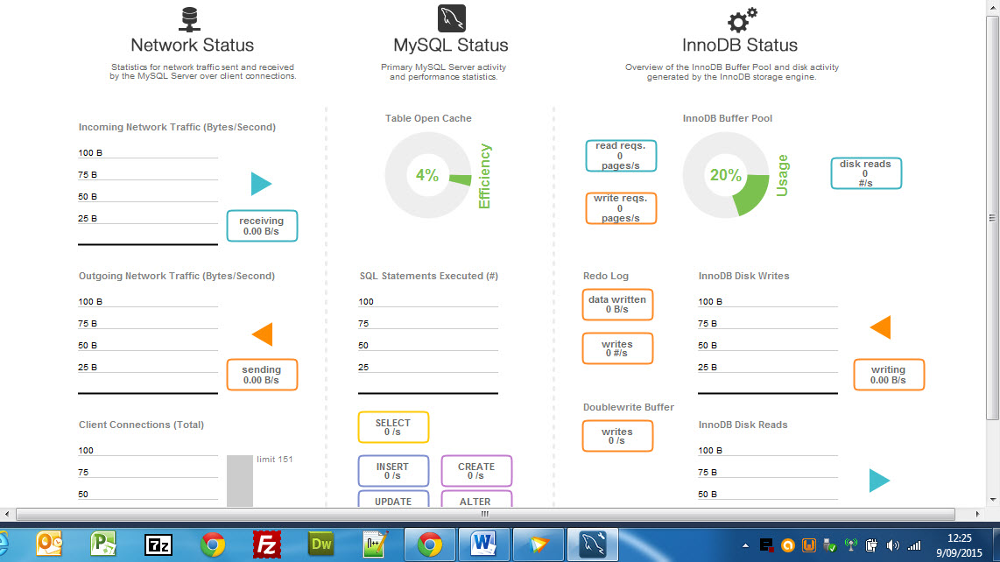 Network Status
Statistics for network traffic sent and received
by the MySQL Server over client connections.
Incoming Network Traffic (Bytes/Second)
100 B
75 B
50 B
25 B
receiving
0.00 B/s
Outgoing Network Traffic (Bytes/Second)
100 B
75 B
50 B
25 B
sending
0.00 B/s
Client Connections (Total)
100
75
50
limit 151
MySQL Status
Primary MySQL Server activity
and performance statistics.
Table Open Cache
4%
Efficiency
SQL Statements Executed (#)
100
75
50
25
SELECT
0 /s
INSERT
0 /s
CREATE
0 /s
UPDATE
ALTER
InnoDB Status
Overview of the InnoDB Buffer Pool and disk activity
generated by the InnoDB storage engine.
InnoDB Buffer Pool
read reqs.
0
pages/s
write reqs.
0
pages/s
20%
Usage
disk reads
0
#/s
Redo Log
data written
0 B/s
writes
0 #/s
Doublewrite Buffer
writes
0 /s
InnoDB Disk Writes
100 B
75 B
50 B
25 B
writing
0.00 B/s
InnoDB Disk Reads
100 B
75 B
50 B
7z
Fz
Dw
12:25
9/09/2015